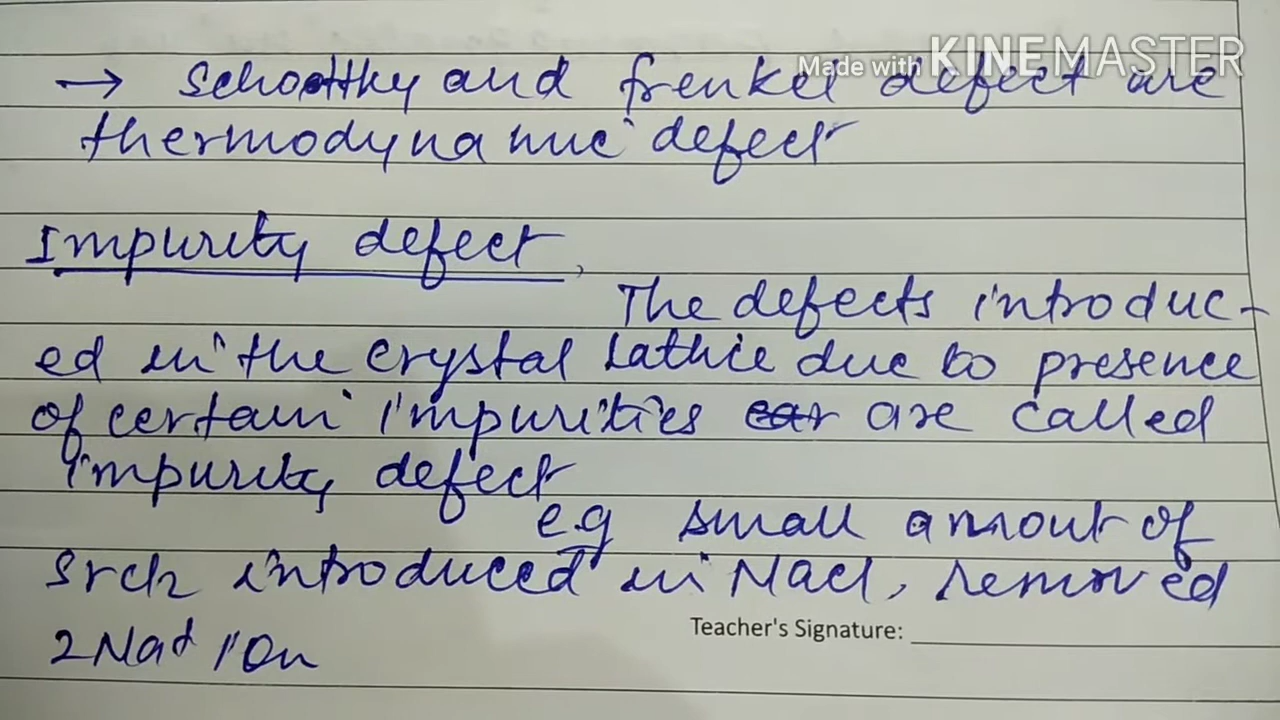 Made with KINEMASTER
→ Schottky and frenkel defect are
thermodynamic defect
Impurity defect,
The defects introduc-
ed in the crystal lattice due to presence
of certain impurities are called
impurity defect
e.g small amount of
Srcl2 introduced in Nacl, removed
2Na+ ion
Teacher's Signature: